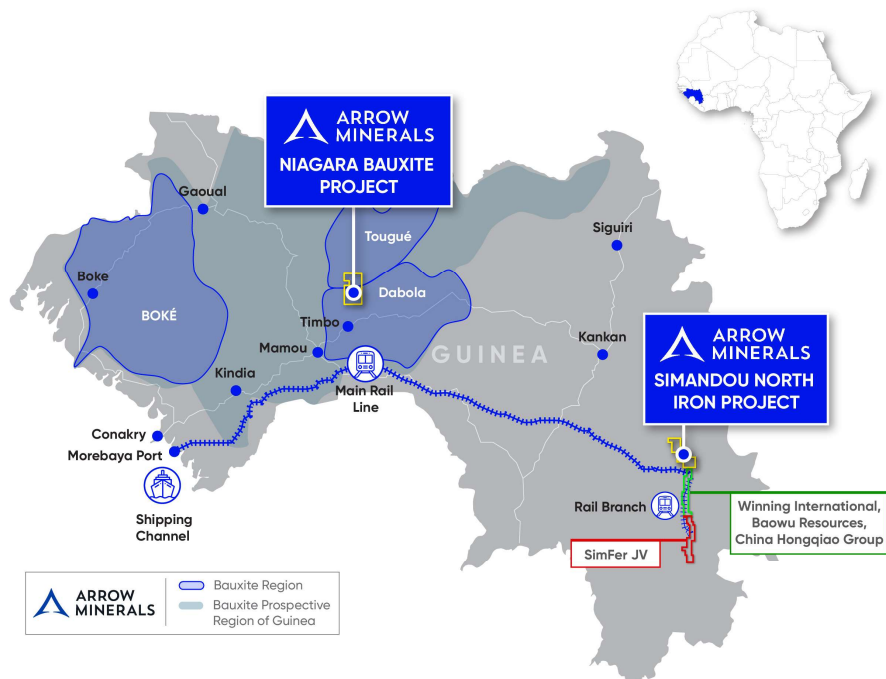 ARROW
MINERALS
NIAGARA BAUXITE
PROJECT
Gaoual
Tougué
Siguiri
Boke
Dabola
BOKÉ
Timbo
Kankan
Mamou
GUINEA
ARROW
MINERALS
SIMANDOU NORTH
IRON PROJECT
Kindia
Main Rail
Line
Conakry
Morebaya Port
Shipping
Channel
Rail Branch
Winning International,
Baowu Resources,
China Hongqiao Group
SimFer JV
ARROW
MINERALS
Bauxite Region
Bauxite Prospective
Region of Guinea